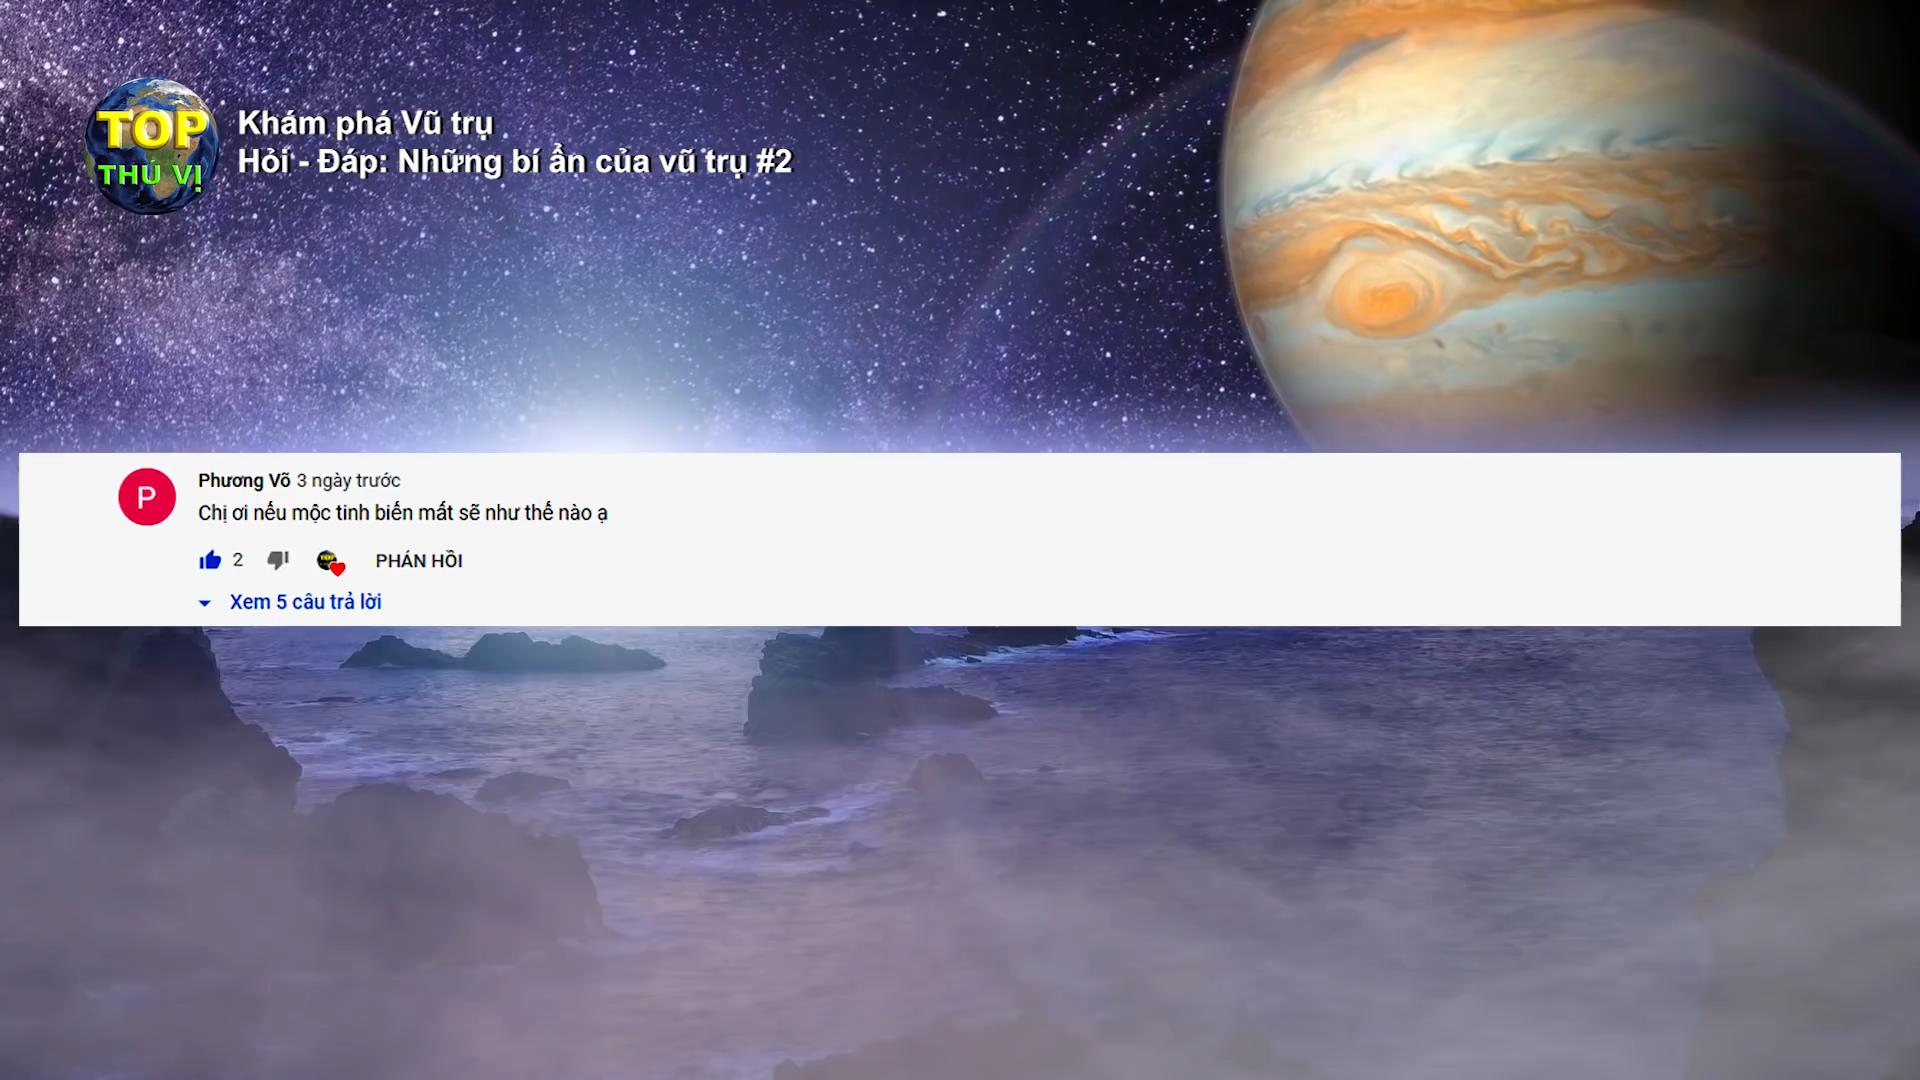 TOP
THÚ VỊ
Khám phá Vũ trụ
Hỏi - Đáp: Những bí ẩn của vũ trụ #2
P
Phương Võ 3 ngày trước
Chị ơi nếu mộc tinh biến mất sẽ như thế nào ạ
2
PHẢN HỒI
Xem 5 câu trả lời